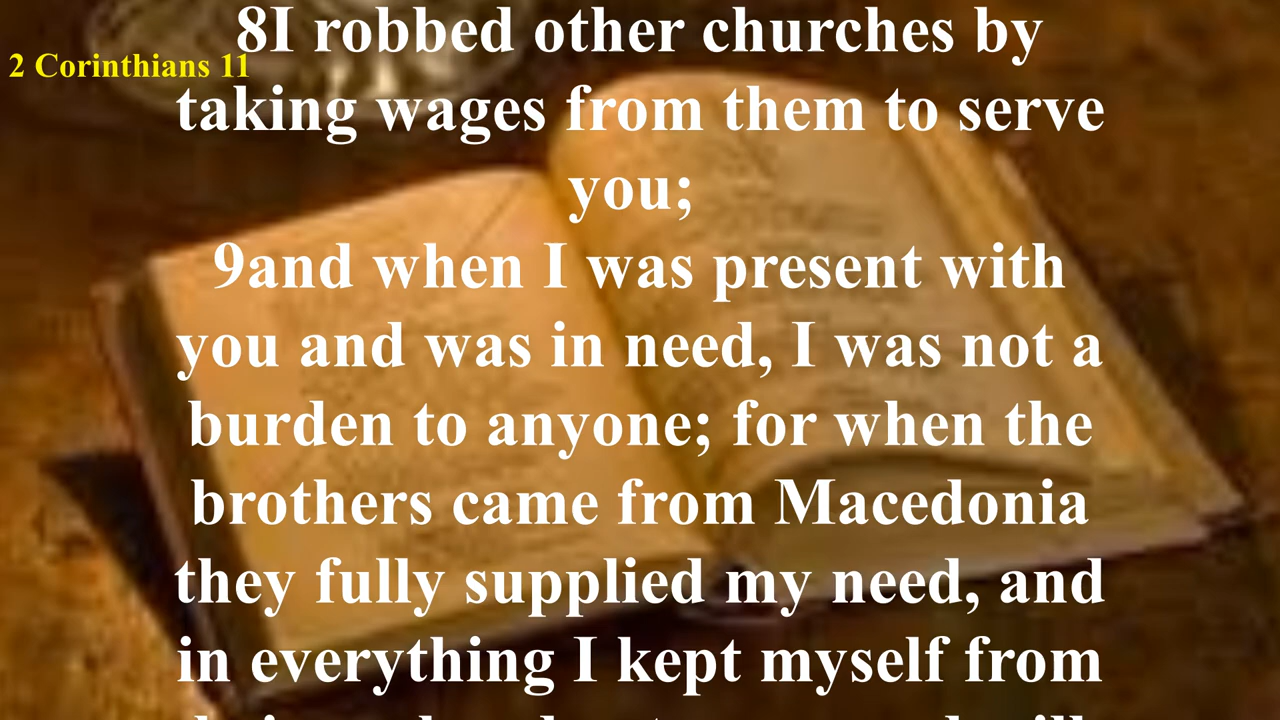 8I robbed other churches by
2 Corinthians 11
taking wages from them to serve
you;
9and when I was present with
you and was in need, I was not a
burden to anyone; for when the
brothers came from Macedonia
they fully supplied my need, and
in everything I kept myself from